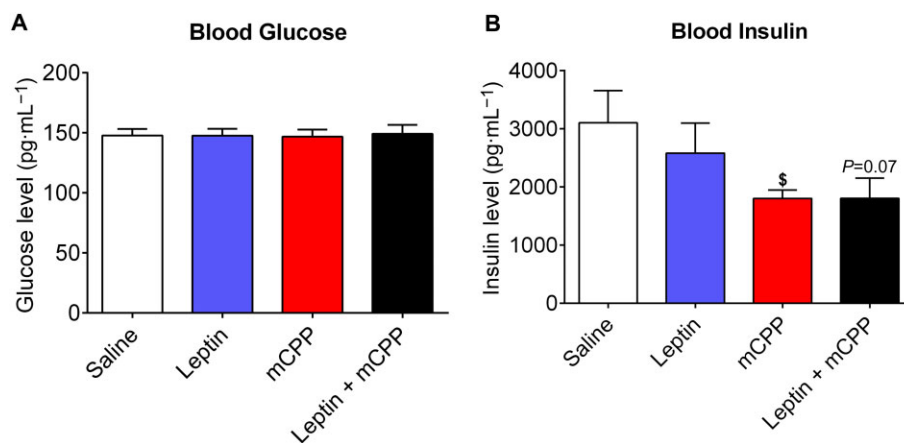 A
Blood Glucose
Glucose level (pg·mL⁻¹)
200
150
100
50
0
Saline
Leptin
mCPP
Leptin + mCPP
B
Blood Insulin
Insulin level (pg·mL⁻¹)
4000
3000
2000
1000
0
$
P=0.07
Saline
Leptin
mCPP
Leptin + mCPP